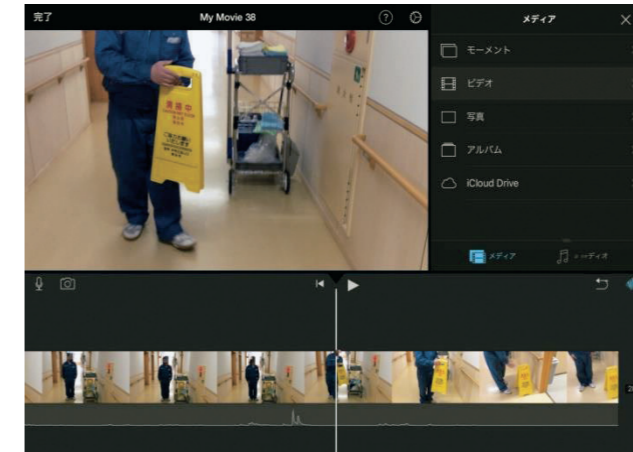 完了
My Movie 38
?
メディア
モーメント
ビデオ
写真
アルバム
iCloud Drive
メディア
清掃中